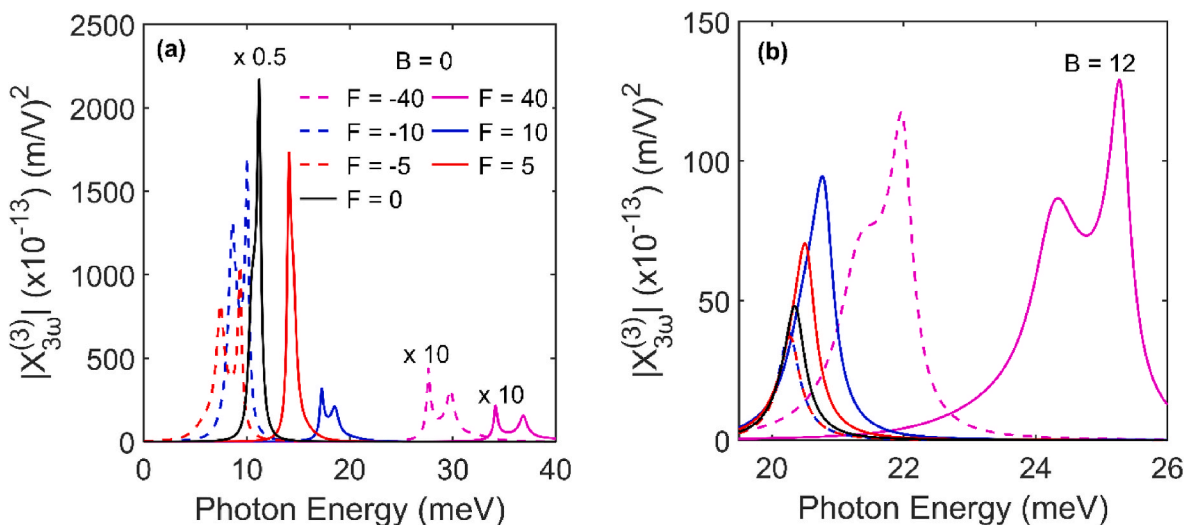 2500
(a)
x 0.5
B = 0
2000
F = -40
F = 40
F = -10
F = 10
1500
F = -5
F = 5
F = 0
1000
500
x 10
x 10
0
0
10
20
30
40
Photon Energy (meV)
|X^(3)_3ω| (x10^-13) (m/V)^2
150
(b)
B = 12
100
50
0
20
22
24
26
Photon Energy (meV)
|X^(3)_3ω| (x10^-13) (m/V)^2